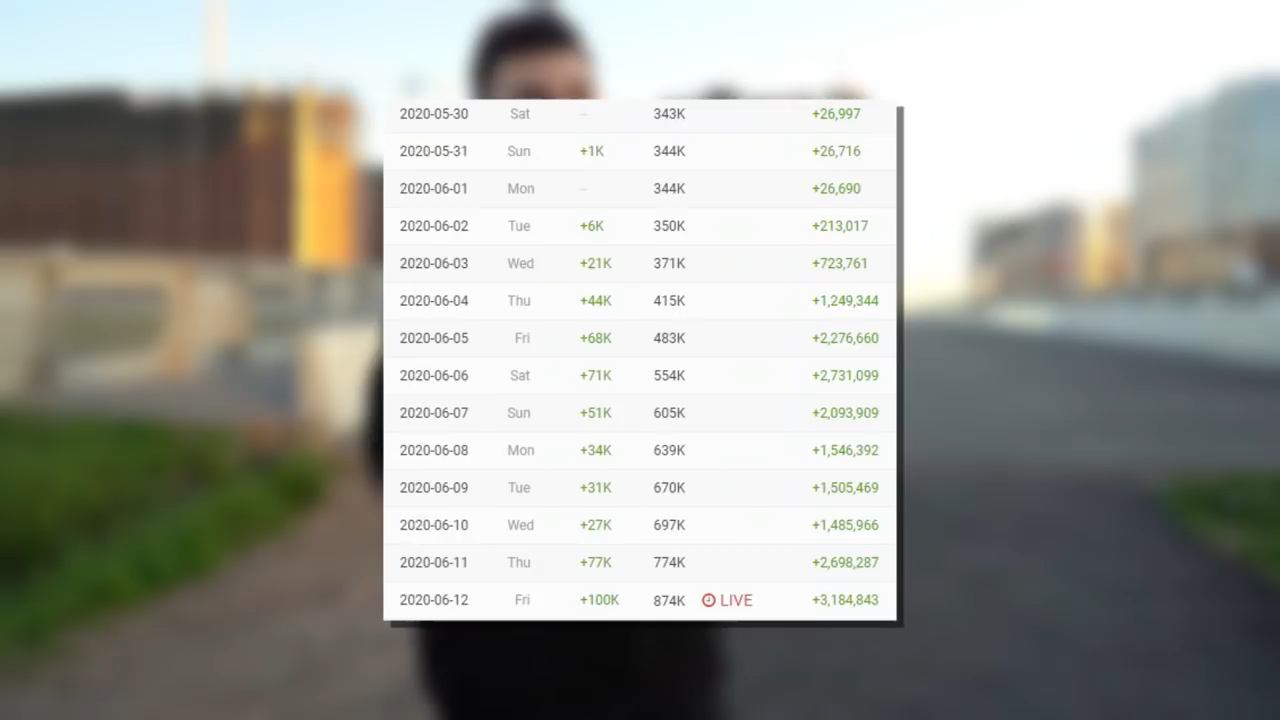 2020-05-30 Sat – 343K +26,997
2020-05-31 Sun +1K 344K +26,716
2020-06-01 Mon – 344K +26,690
2020-06-02 Tue +6K 350K +213,017
2020-06-03 Wed +21K 371K +723,761
2020-06-04 Thu +44K 415K +1,249,344
2020-06-05 Fri +68K 483K +2,276,660
2020-06-06 Sat +71K 554K +2,731,099
2020-06-07 Sun +51K 605K +2,093,909
2020-06-08 Mon +34K 639K +1,546,392
2020-06-09 Tue +31K 670K +1,505,469
2020-06-10 Wed +27K 697K +1,485,966
2020-06-11 Thu +77K 774K +2,698,287
2020-06-12 Fri +100K 874K LIVE +3,184,843